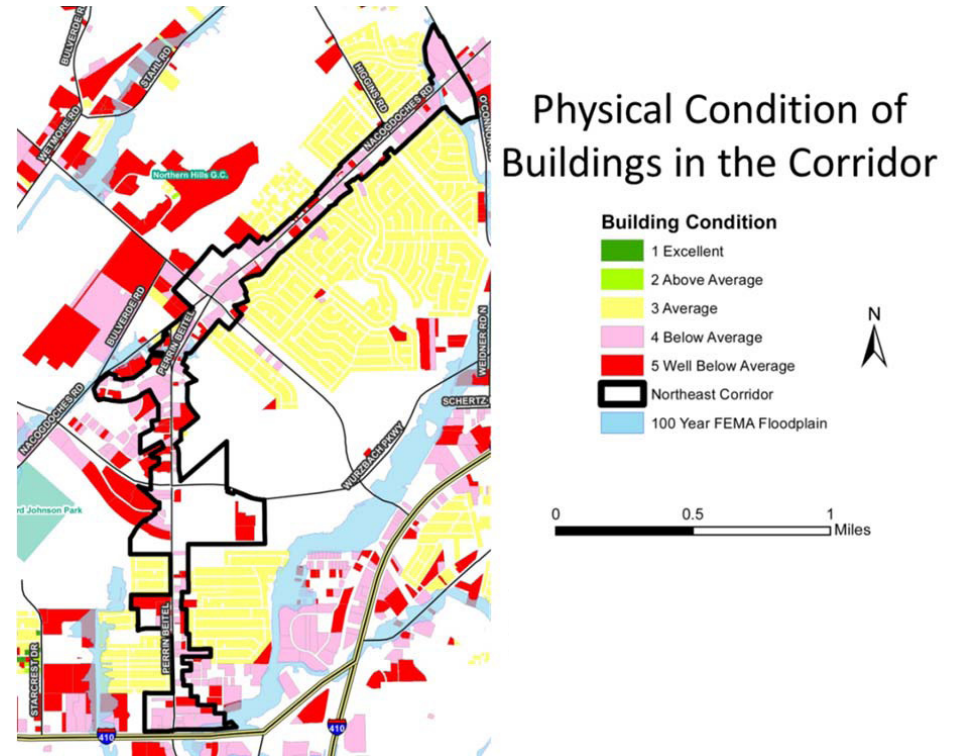 BULVERDE R
STAHL RD
WETMORE RD
HIGGINS RD
NACOGDOCHES RD
O'CONNOR
Northern Hills G.C.
BULVERDE RD
PERRIN BEITEL
NACOGDOCHES RD
WEIDNER RD N
SCHERTZ
WURZBACH PKWY
rd Johnson Park
PERRIN BEITEL
STARCREST DR
410
410
Physical Condition of
Buildings in the Corridor
Building Condition
1 Excellent
2 Above Average
3 Average
4 Below Average
5 Well Below Average
Northeast Corridor
100 Year FEMA Floodplain
N
0 0.5 1
Miles